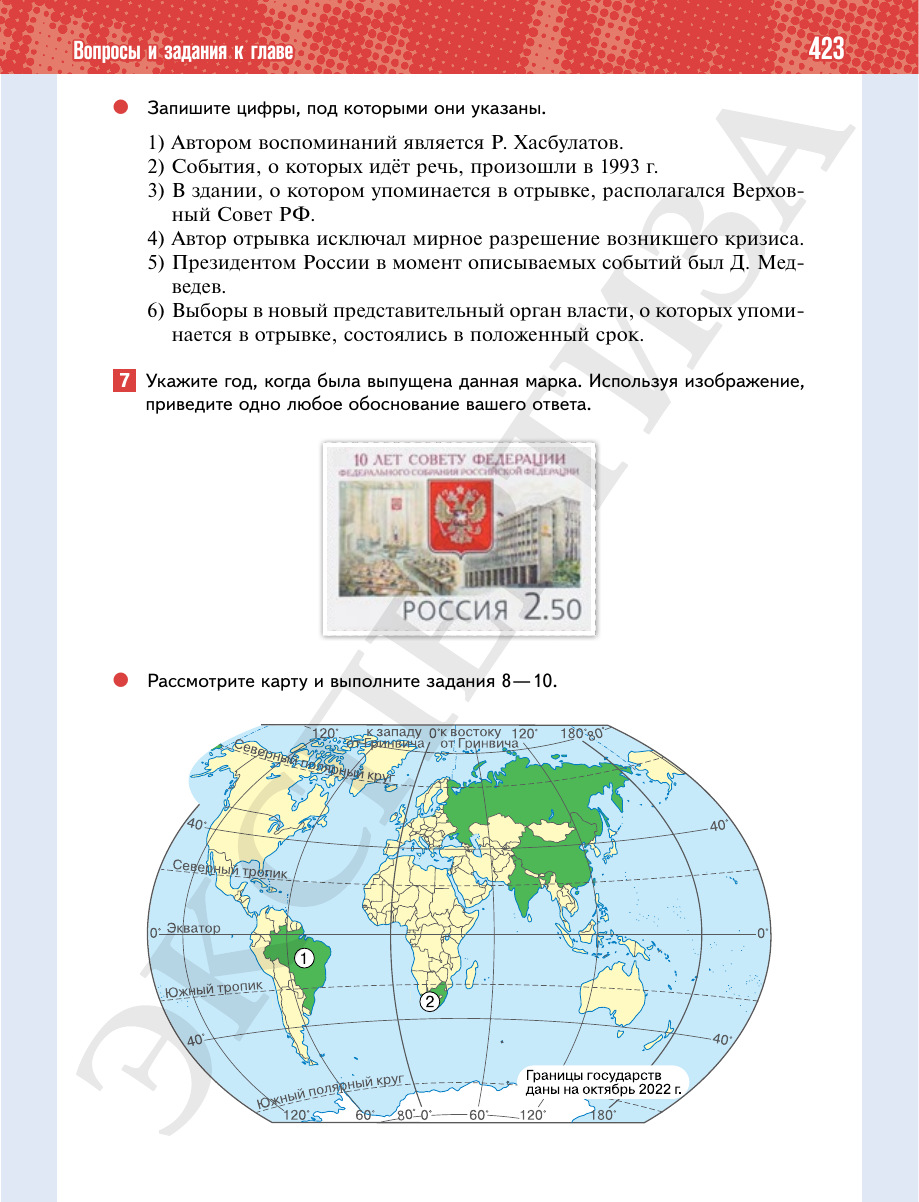 Вопросы и задания к главе
423
Запишите цифры, под которыми они указаны.
1) Автором воспоминаний является Р. Хасбулатов.
2) События, о которых идёт речь, произошли в 1993 г.
3) В здании, о котором упоминается в отрывке, располагался Верхов-
ный Совет РФ.
4) Автор отрывка исключал мирное разрешение возникшего кризиса.
5) Президентом России в момент описываемых событий был Д. Мед-
ведев.
6) Выборы в новый представительный орган власти, о которых упоми-
нается в отрывке, состоялись в положенный срок.
7 Укажите год, когда была выпущена данная марка. Используя изображение,
приведите одно любое обоснование вашего ответа.
10 ЛЕТ СОВЕТУ ФЕДЕРАЦИИ
ФЕДЕРАЛЬНОГО СОБРАНИЯ РОССИЙСКОЙ ФЕДЕРАЦИИ
РОССИЯ 2.50
Рассмотрите карту и выполните задания 8—10.
120° к западу 0° к востоку 120° 180° 80°
от Гринвича от Гринвича
Северный полярный круг
40° 40°
Северный тропик
0° Экватор 0°
1
Южный тропик
2
40° 40°
Границы государств
даны на октябрь 2022 г.
Южный полярный круг
120° 60° 80° 0° 60° 120° 180°
ЭКСПЕРТИЗА